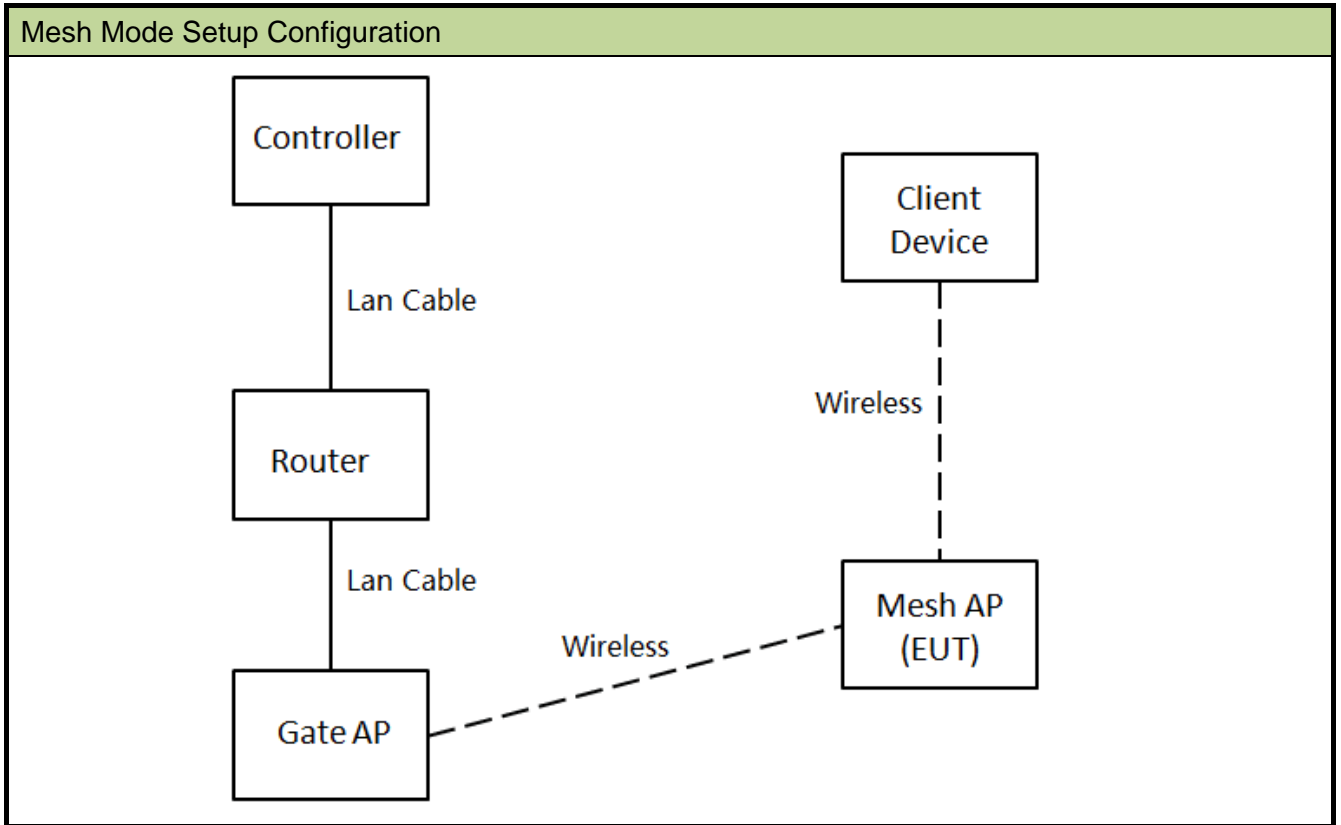 Mesh Mode Setup Configuration
Controller
Lan Cable
Router
Lan Cable
Gate AP
Wireless
Client
Device
Wireless
Mesh AP
(EUT)